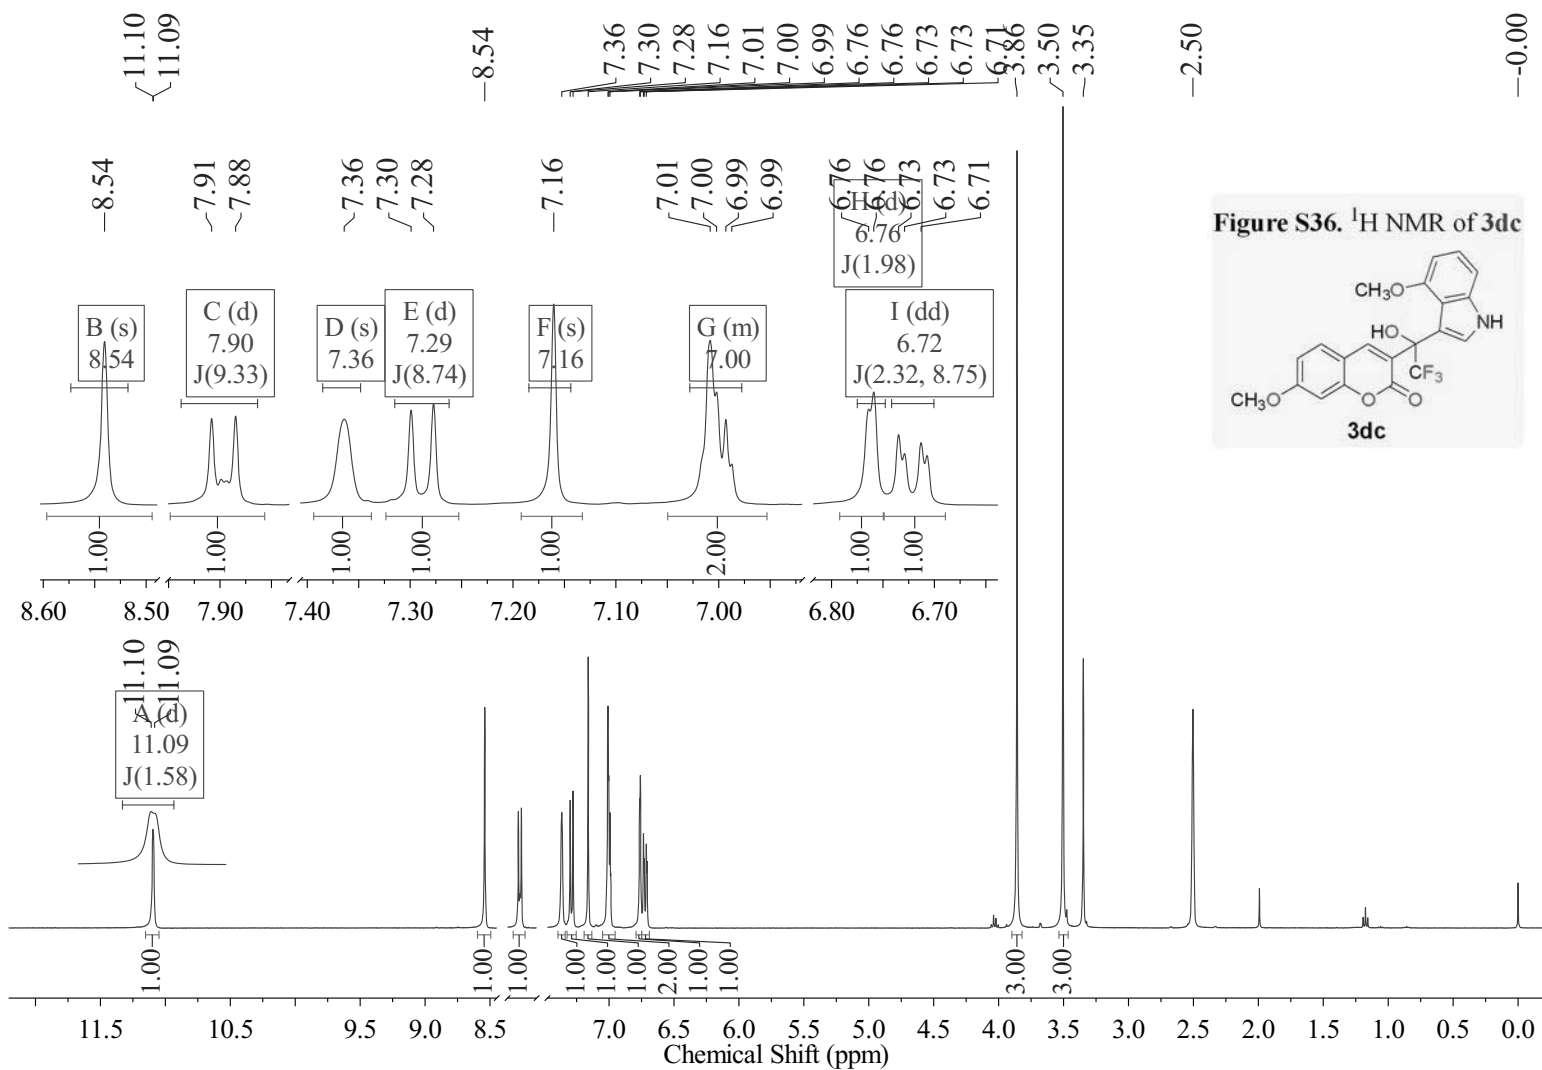 11.10
11.09
8.54
7.36
7.30
7.28
7.16
7.01
7.00
6.99
6.76
6.76
6.73
6.73
6.71
3.86
3.50
3.35
2.50
-0.00
8.54
7.91
7.88
7.36
7.30
7.28
7.16
7.01
7.00
6.99
6.99
6.76
6.76
6.73
6.73
6.71
H (d)
6.76
J(1.98)
B (s)
8.54
C (d)
7.90
J(9.33)
D (s)
7.36
E (d)
7.29
J(8.74)
F (s)
7.16
G (m)
7.00
I (dd)
6.72
J(2.32, 8.75)
Figure S36. ¹H NMR of 3dc
CH₃O
HO
NH
CF₃
CH₃O
O
O
3dc
1.00
1.00
1.00
1.00
1.00
2.00
1.00
1.00
8.60 8.50 7.90 7.40 7.30 7.20 7.10 7.00 6.80 6.70
11.10
11.09
A (d)
11.09
J(1.58)
1.00
1.00
1.00
1.00
1.00
1.00
2.00
1.00
1.00
3.00
3.00
11.5 10.5 9.5 9.0 8.5 7.0 6.5 6.0 5.5 5.0 4.5 4.0 3.5 3.0 2.5 2.0 1.5 1.0 0.5 0.0
Chemical Shift (ppm)